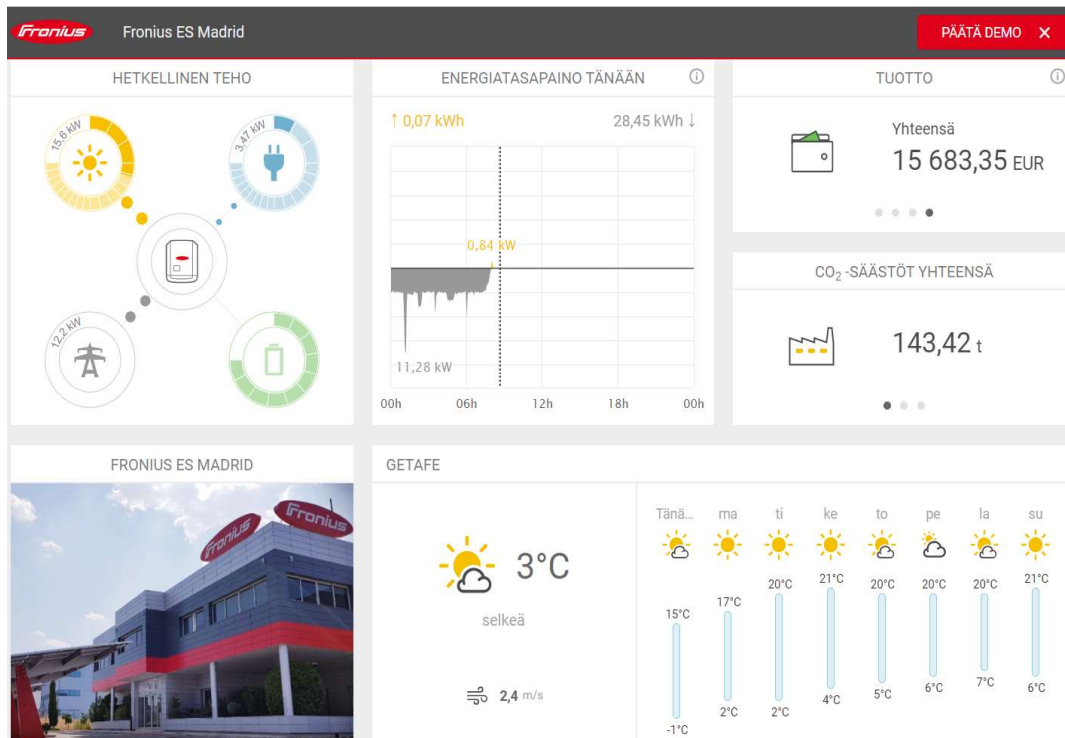 Fronius
Fronius ES Madrid
PÄÄTÄ DEMO ×
HETKELLINEN TEHO
15,6 kW
3,47 kW
12,2 kW
ENERGIATASAPAINO TÄNÄÄN
↑ 0,07 kWh
28,45 kWh ↓
0,84 kW
11,28 kW
00h 06h 12h 18h 00h
TUOTTO
Yhteensä
15 683,35 EUR
CO₂ -SÄÄSTÖT YHTEENSÄ
143,42 t
FRONIUS ES MADRID
Fronius
Fronius
GETAFE
3°C
selkeä
2,4 m/s
Tänä... ma ti ke to pe la su
15°C 17°C 20°C 21°C 20°C 20°C 20°C 21°C
-1°C 2°C 2°C 4°C 5°C 6°C 7°C 6°C